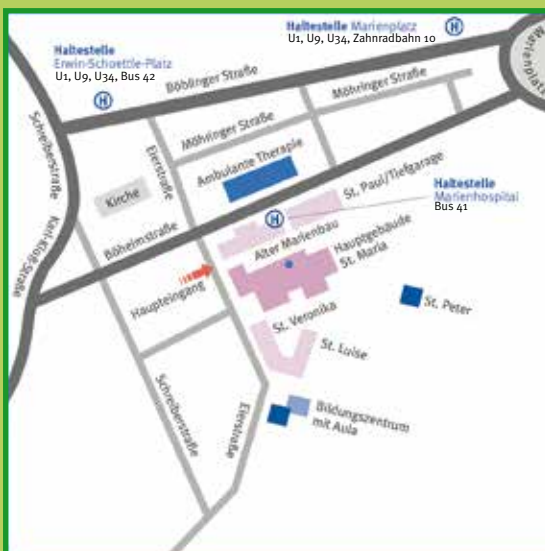 Haltestelle Marienplatz
U1, U9, U34, Zahnradbahn 10
Marienplatz
Haltestelle
Erwin-Schoettle-Platz
U1, U9, U34, Bus 42
H
H
Böblinger Straße
Möhringer Straße
Möhringer Straße
Schreiberstraße
Eierstraße
Ambulante Therapie
Kirche
St. Paul/Tiefgarage
Haltestelle
Marienhospital
Bus 41
H
Karl-Kloß-Straße
Böheimstraße
Alter Marienbau
Hauptgebäude
St. Maria
Haupteingang
St. Peter
St. Veronika
St. Luise
Schreiberstraße
Eierstraße
Bildungszentrum
mit Aula